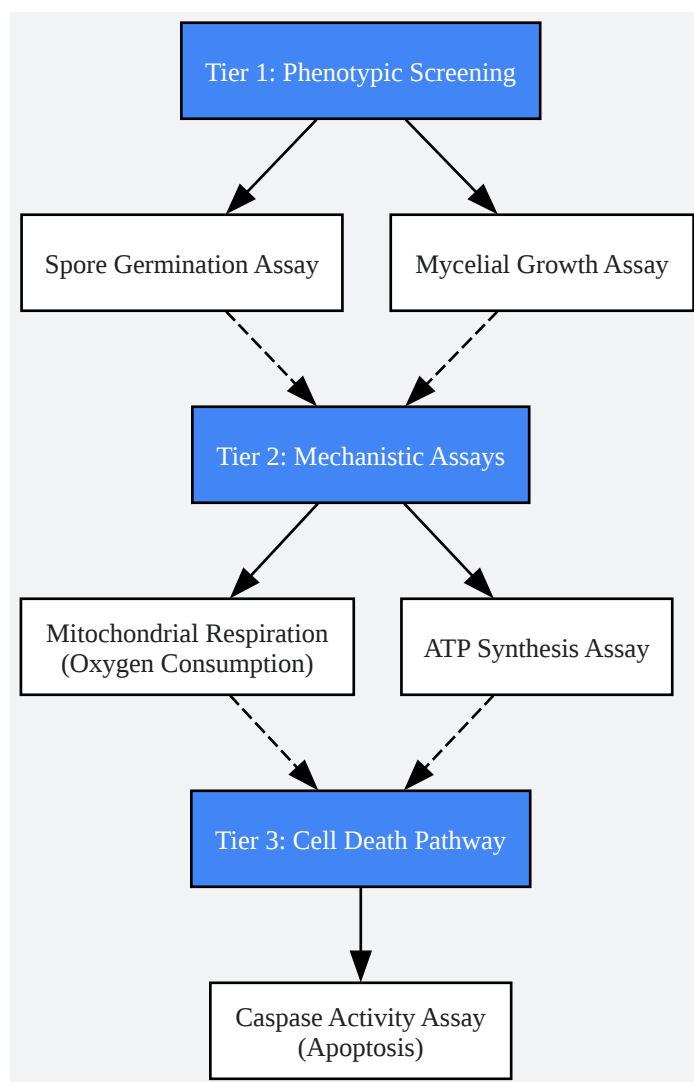 Tier 1: Phenotypic Screening
Spore Germination Assay
Mycelial Growth Assay
Tier 2: Mechanistic Assays
Mitochondrial Respiration
(Oxygen Consumption)
ATP Synthesis Assay
Tier 3: Cell Death Pathway
Caspase Activity Assay
(Apoptosis)